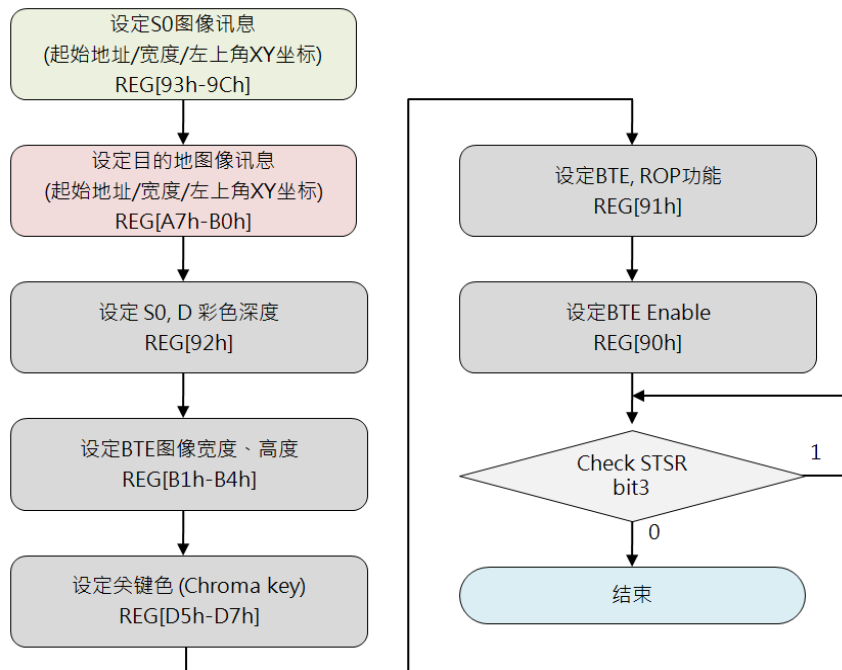 设定S0图像讯息
(起始地址/宽度/左上角XY坐标)
REG[93h-9Ch]
设定目的地图像讯息
(起始地址/宽度/左上角XY坐标)
REG[A7h-B0h]
设定 S0, D 彩色深度
REG[92h]
设定BTE图像宽度、高度
REG[B1h-B4h]
设定尖键色 (Chroma key)
REG[D5h-D7h]
设定BTE, ROP功能
REG[91h]
设定BTE Enable
REG[90h]
Check STSR
bit3
1
0
结束